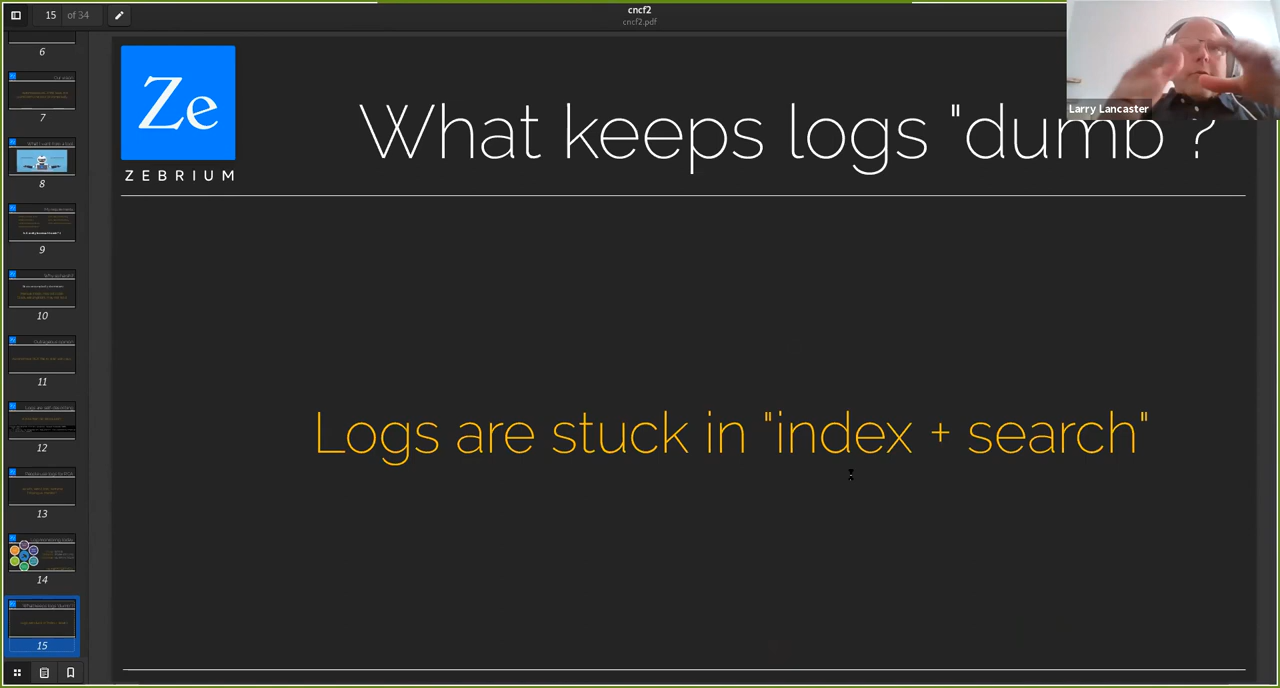 15 of 34
cncf2
cncf2.pdf
Larry Lancaster
Ze
ZEBRIUM
What keeps logs "dumb ?
Logs are stuck in "index + search"
6
7
8
9
10
11
12
13
14
15